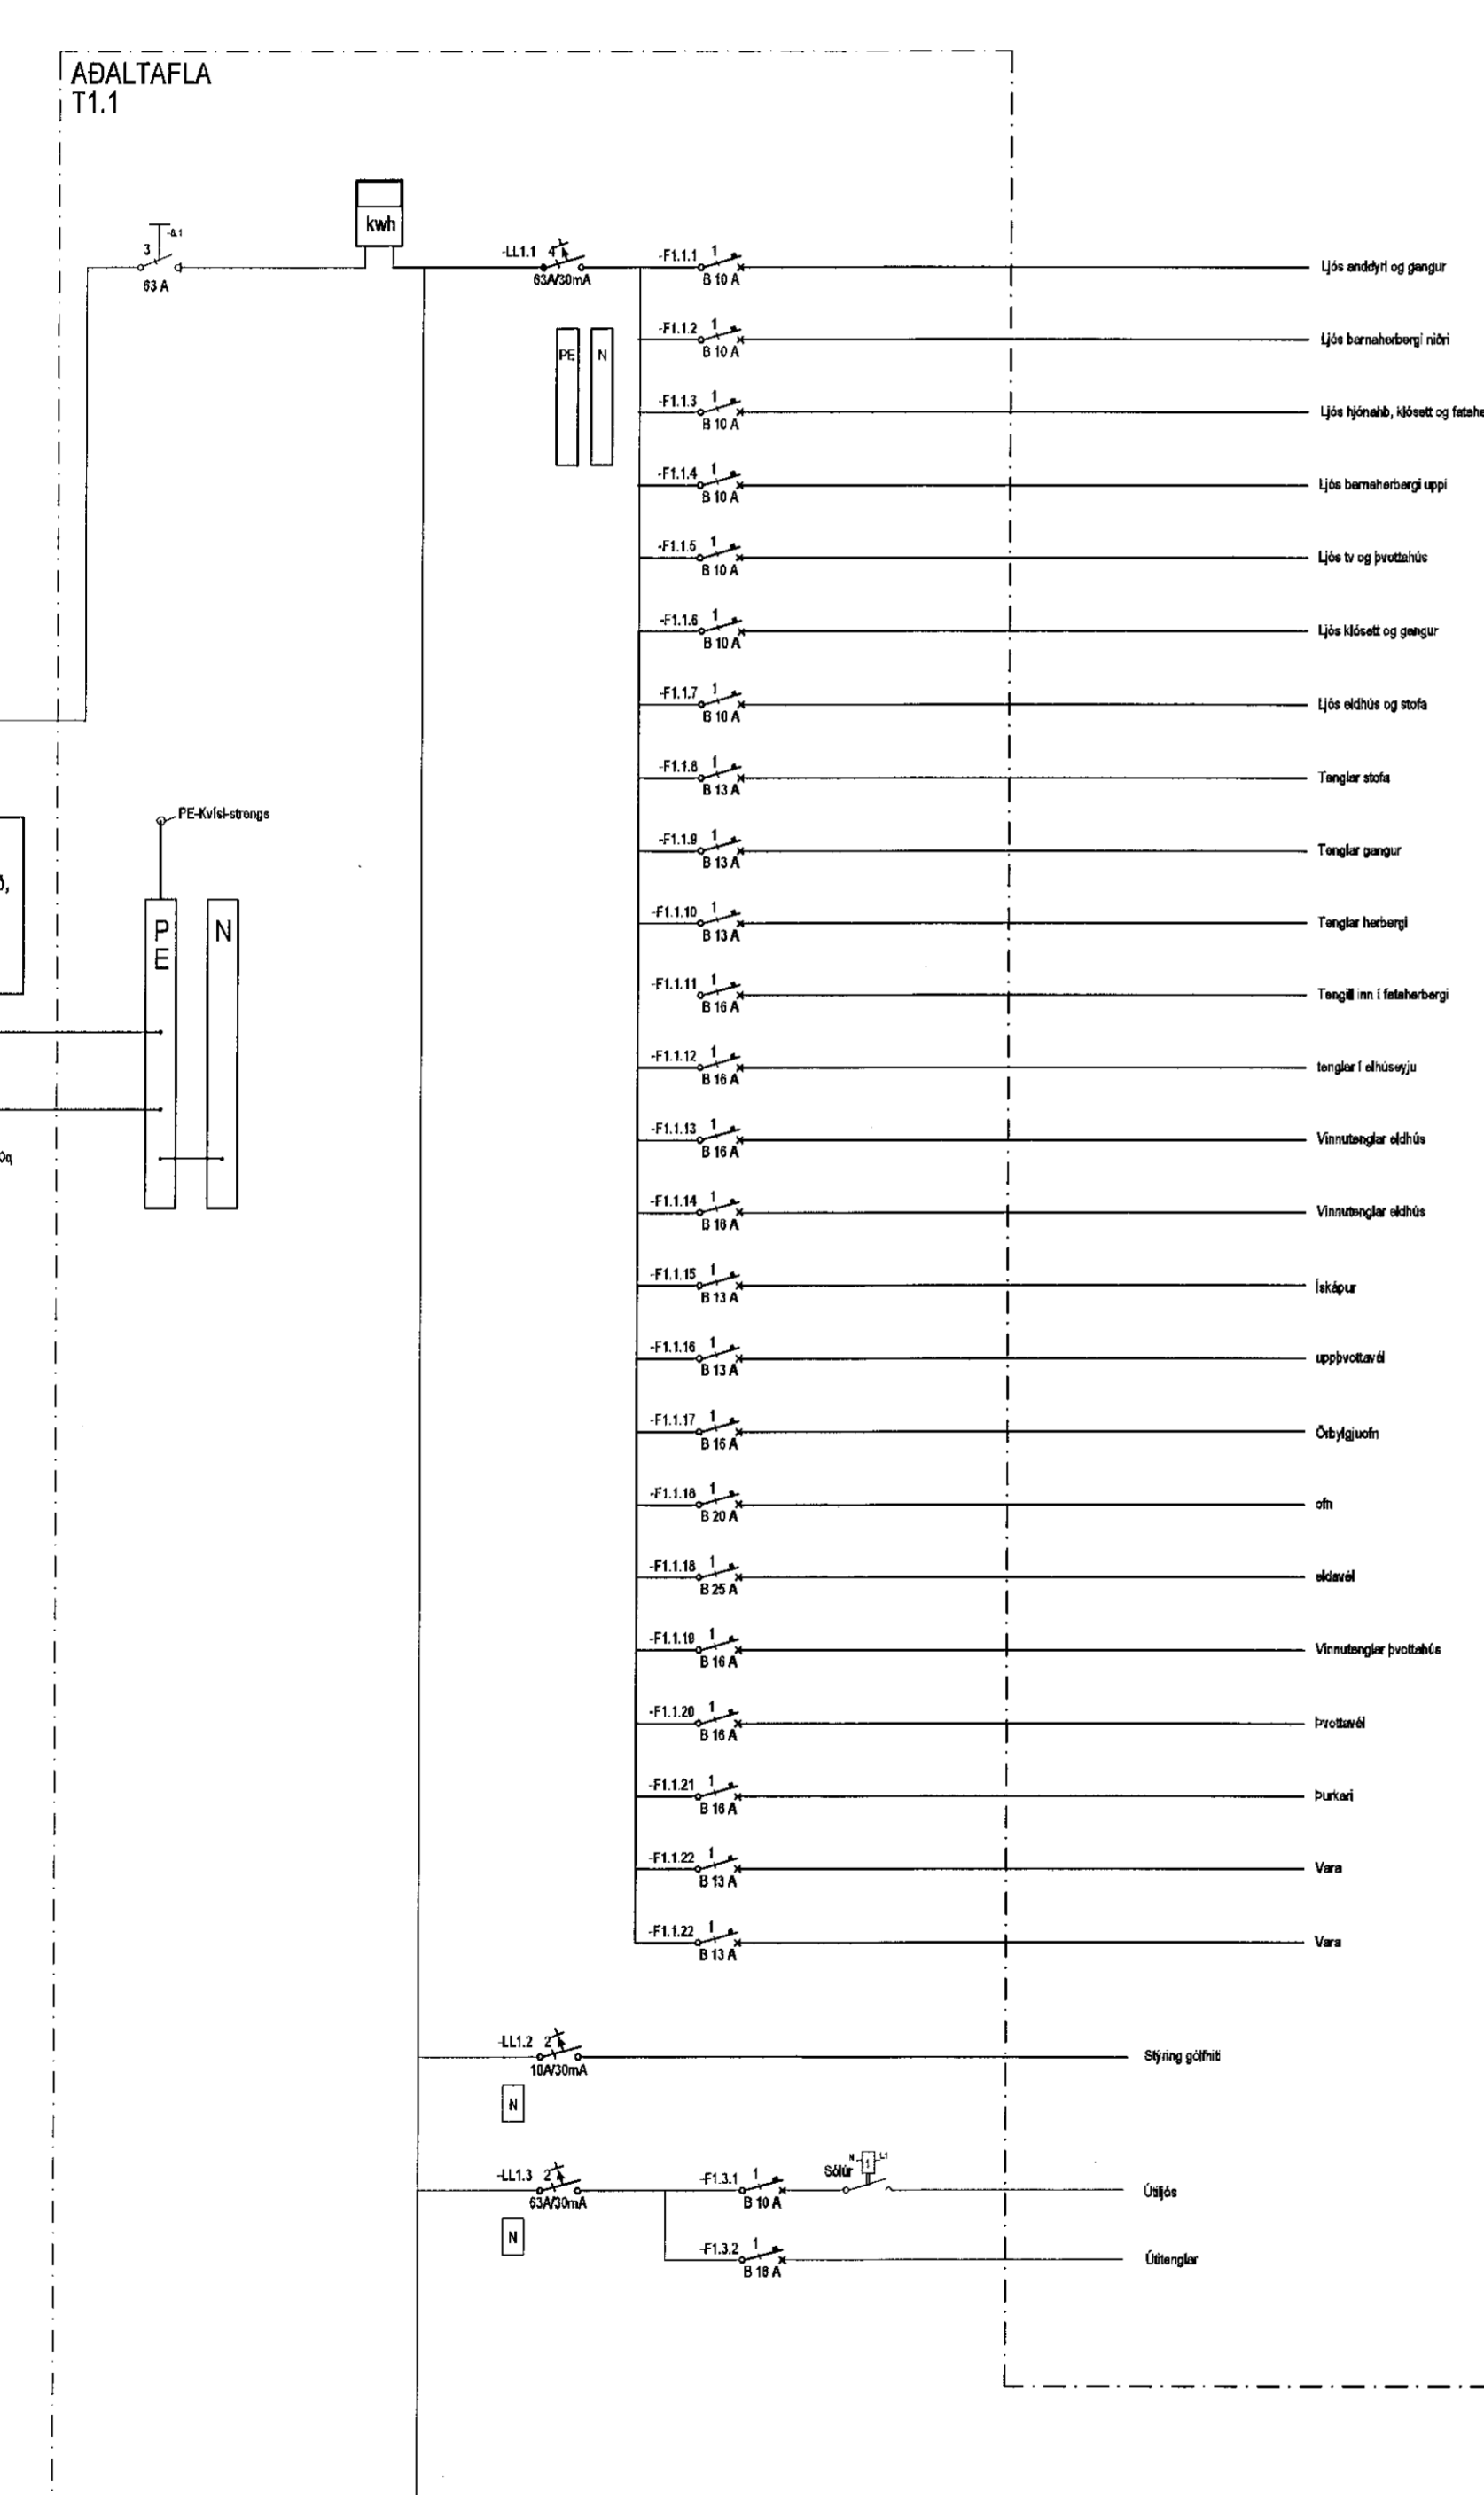 AÐALTAFLA
T1.1
kwh
3
63 A
-LL1.1 4
63A/30mA
PE N
-F1.1.1 1
B 10 A
Ljós anddyri og gangur
-F1.1.2 1
B 10 A
Ljós barnaherbergi niðri
-F1.1.3 1
B 10 A
Ljós hjónahb, klósett og fatahe
-F1.1.4 1
B 10 A
Ljós barnaherbergi uppi
-F1.1.5 1
B 10 A
Ljós tv og þvottahús
-F1.1.6 1
B 10 A
Ljós klósett og gangur
-F1.1.7 1
B 10 A
Ljós eldhús og stofa
-F1.1.8 1
B 13 A
Tenglar stofa
-F1.1.9 1
B 13 A
Tenglar gangur
-F1.1.10 1
B 13 A
Tenglar herbergi
-F1.1.11 1
B 16 A
Tengill inn í fataherbergi
-F1.1.12 1
B 16 A
tenglar í elhúseyju
-F1.1.13 1
B 16 A
Vinnutenglar eldhús
-F1.1.14 1
B 16 A
Vinnutenglar eldhús
-F1.1.15 1
B 13 A
Ískápur
-F1.1.16 1
B 13 A
uppþvottavél
-F1.1.17 1
B 16 A
Örbylgjuofn
-F1.1.18 1
B 20 A
ofn
-F1.1.18 1
B 25 A
eldavél
-F1.1.19 1
B 16 A
Vinnutenglar þvottahús
-F1.1.20 1
B 16 A
Þvottavél
-F1.1.21 1
B 16 A
Þurkari
-F1.1.22 1
B 13 A
Vara
-F1.1.22 1
B 13 A
Vara
PE-Kvísl-strengs
PE N
-LL1.2 2
10A/30mA
N
Stýring gólfhiti
-LL1.3 2
63A/30mA
N
-F1.3.1 1
B 10 A
Sólúr
N 1 L1
Útiljós
-F1.3.2 1
B 16 A
Útitenglar